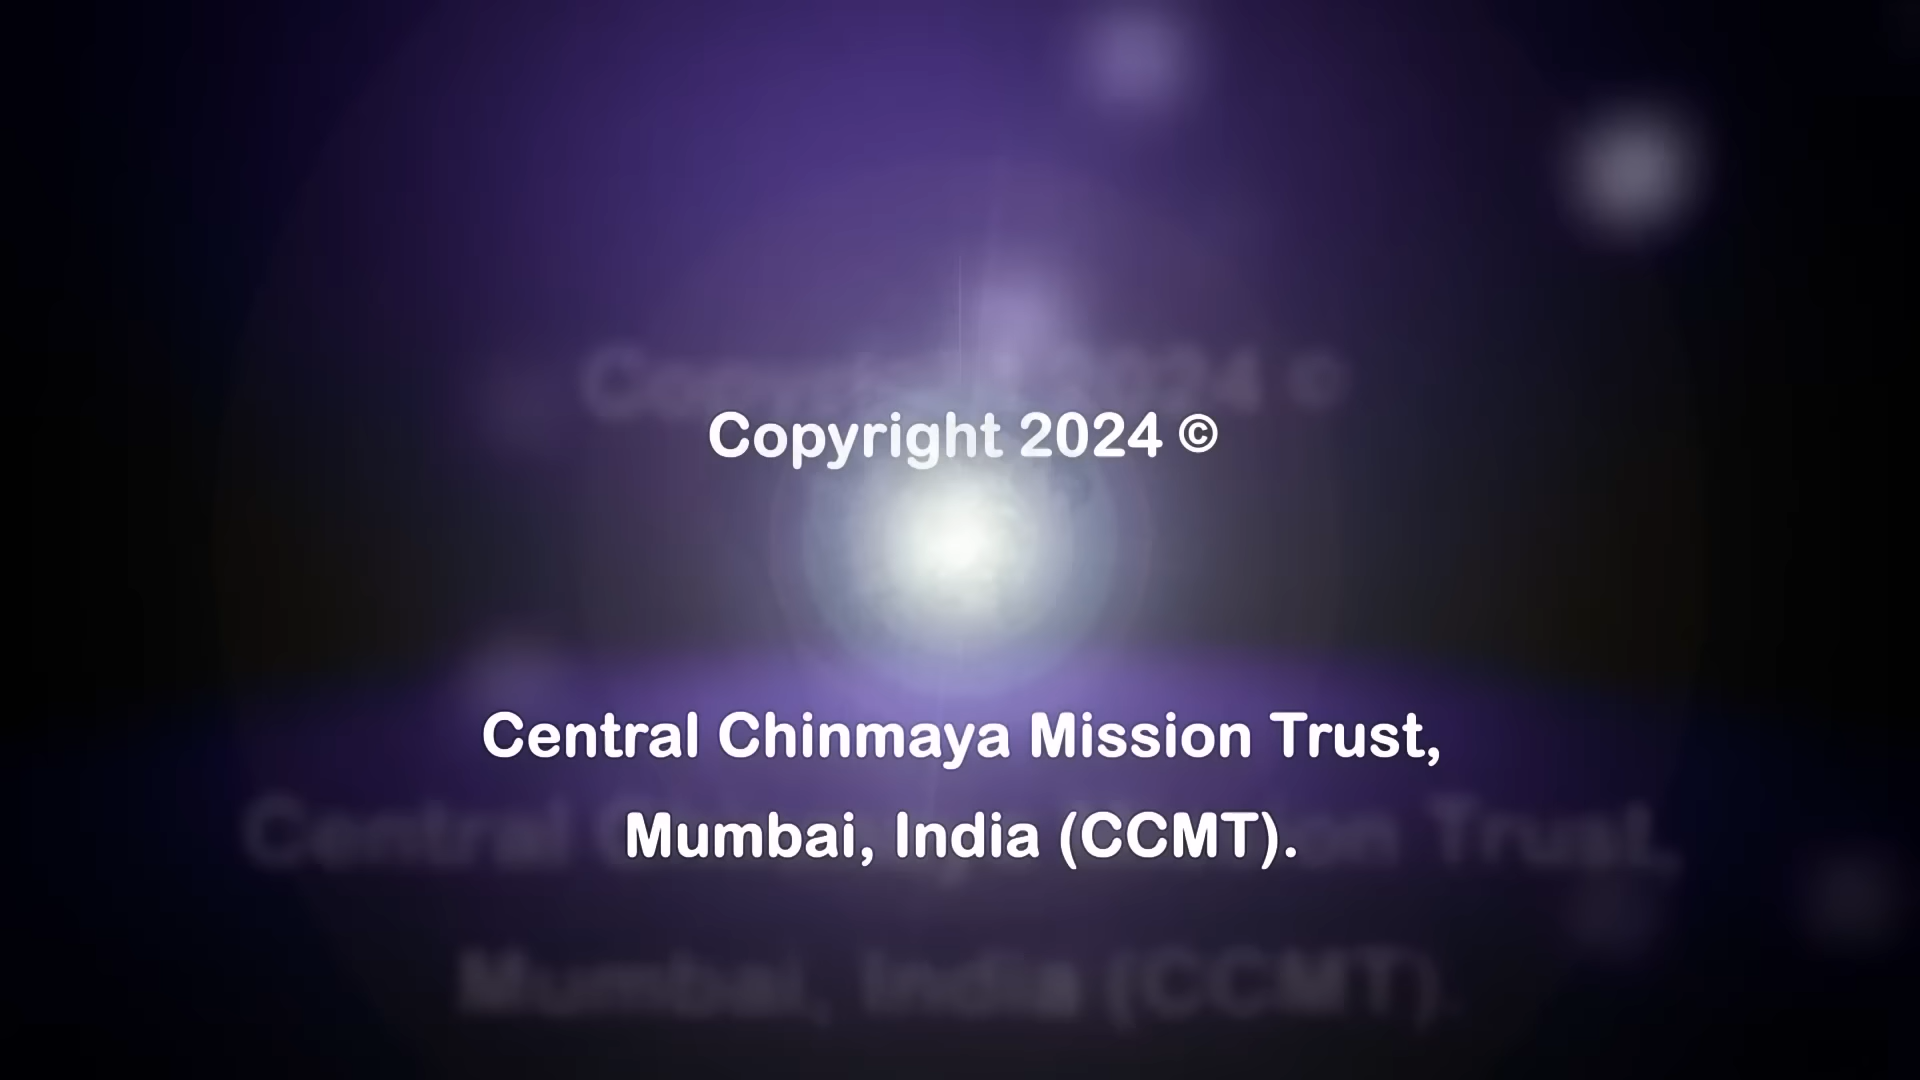 Copyright 2024 ©
Central Chinmaya Mission Trust,
Mumbai, India (CCMT).